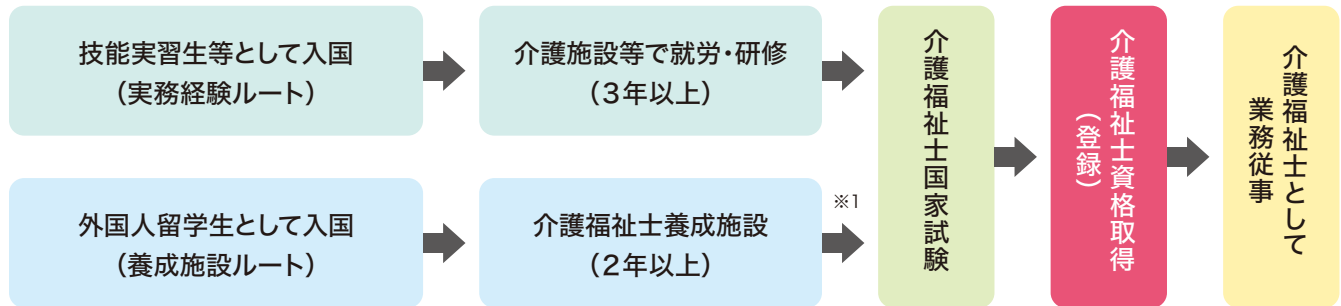 技能実習生等として入国
（実務経験ルート）
介護施設等で就労・研修
（3年以上）
外国人留学生として入国
（養成施設ルート）
介護福祉士養成施設
（2年以上）
※1
介護福祉士国家試験
介護福祉士資格取得
（登録）
介護福祉士として
業務従事